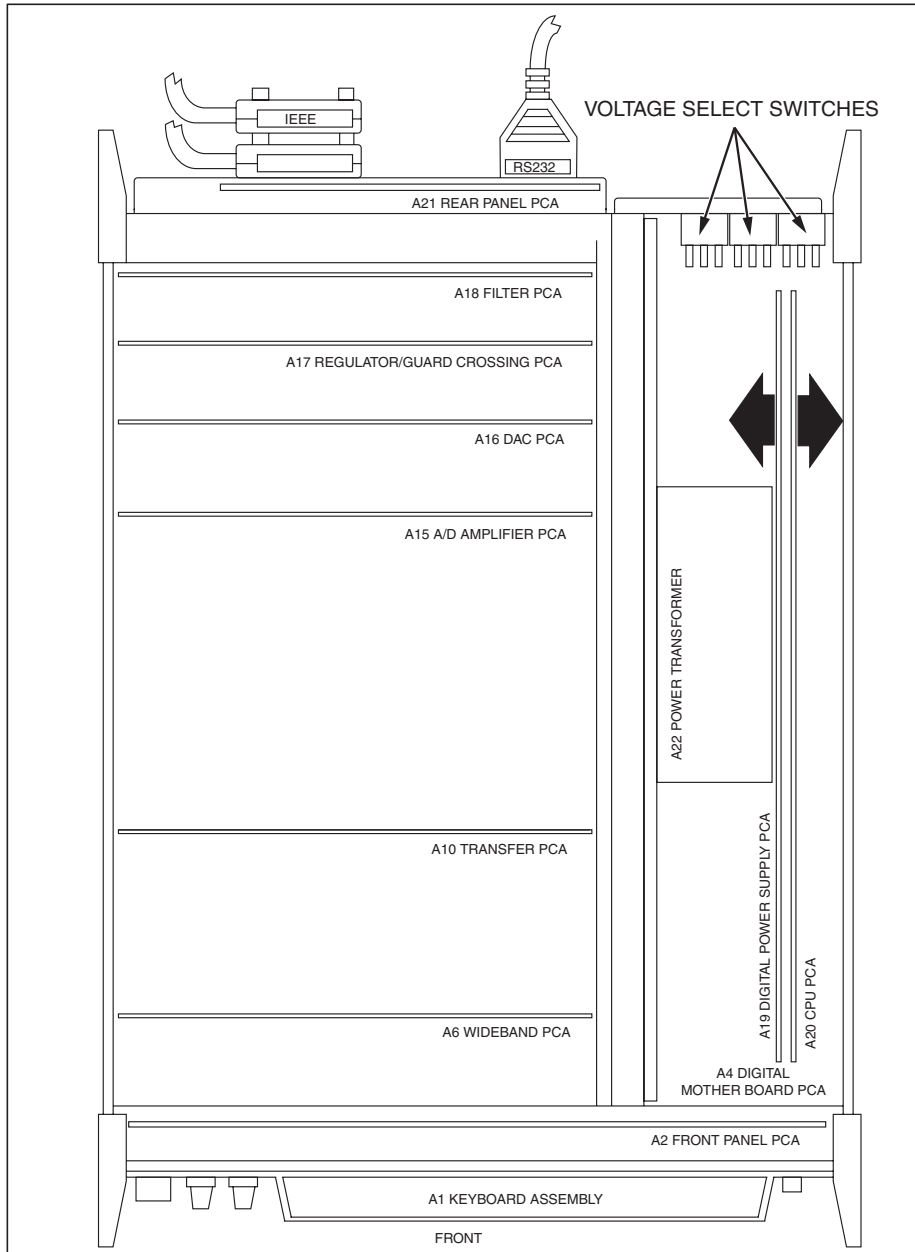 IEEE
VOLTAGE SELECT SWITCHES
RS232
A21 REAR PANEL PCA
A18 FILTER PCA
A17 REGULATOR/GUARD CROSSING PCA
A16 DAC PCA
A15 A/D AMPLIFIER PCA
A22 POWER TRANSFORMER
A10 TRANSFER PCA
A19 DIGITAL POWER SUPPLY PCA
A20 CPU PCA
A6 WIDEBAND PCA
A4 DIGITAL
MOTHER BOARD PCA
A2 FRONT PANEL PCA
A1 KEYBOARD ASSEMBLY
FRONT